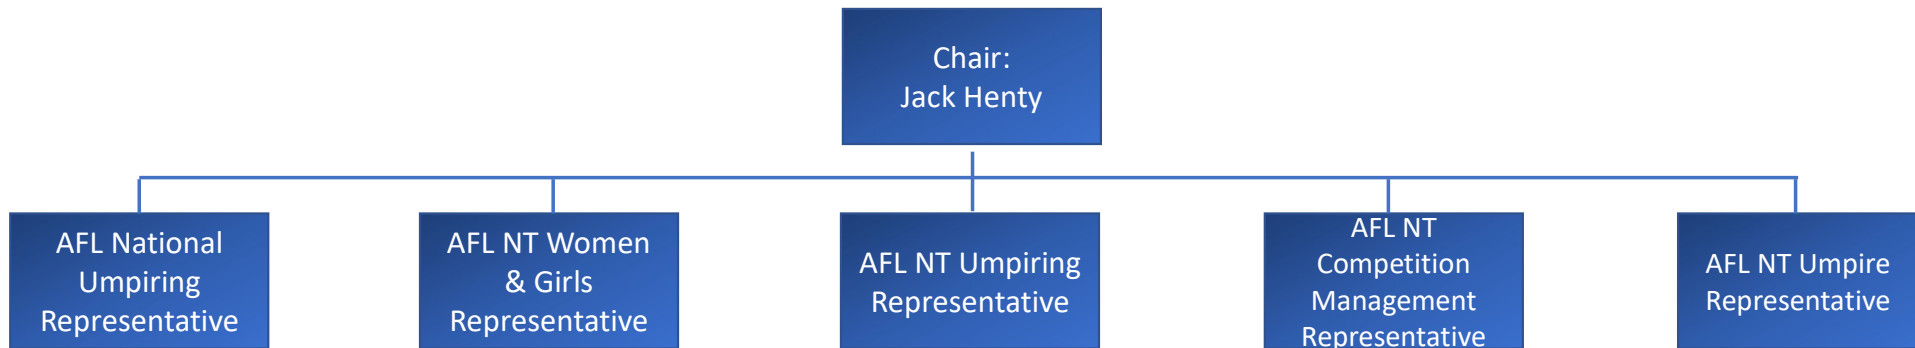 Chair:
Jack Henty
AFL National
Umpiring
Representative
AFL NT Women
& Girls
Representative
AFL NT Umpiring
Representative
AFL NT
Competition
Management
Representative
AFL NT Umpire
Representative